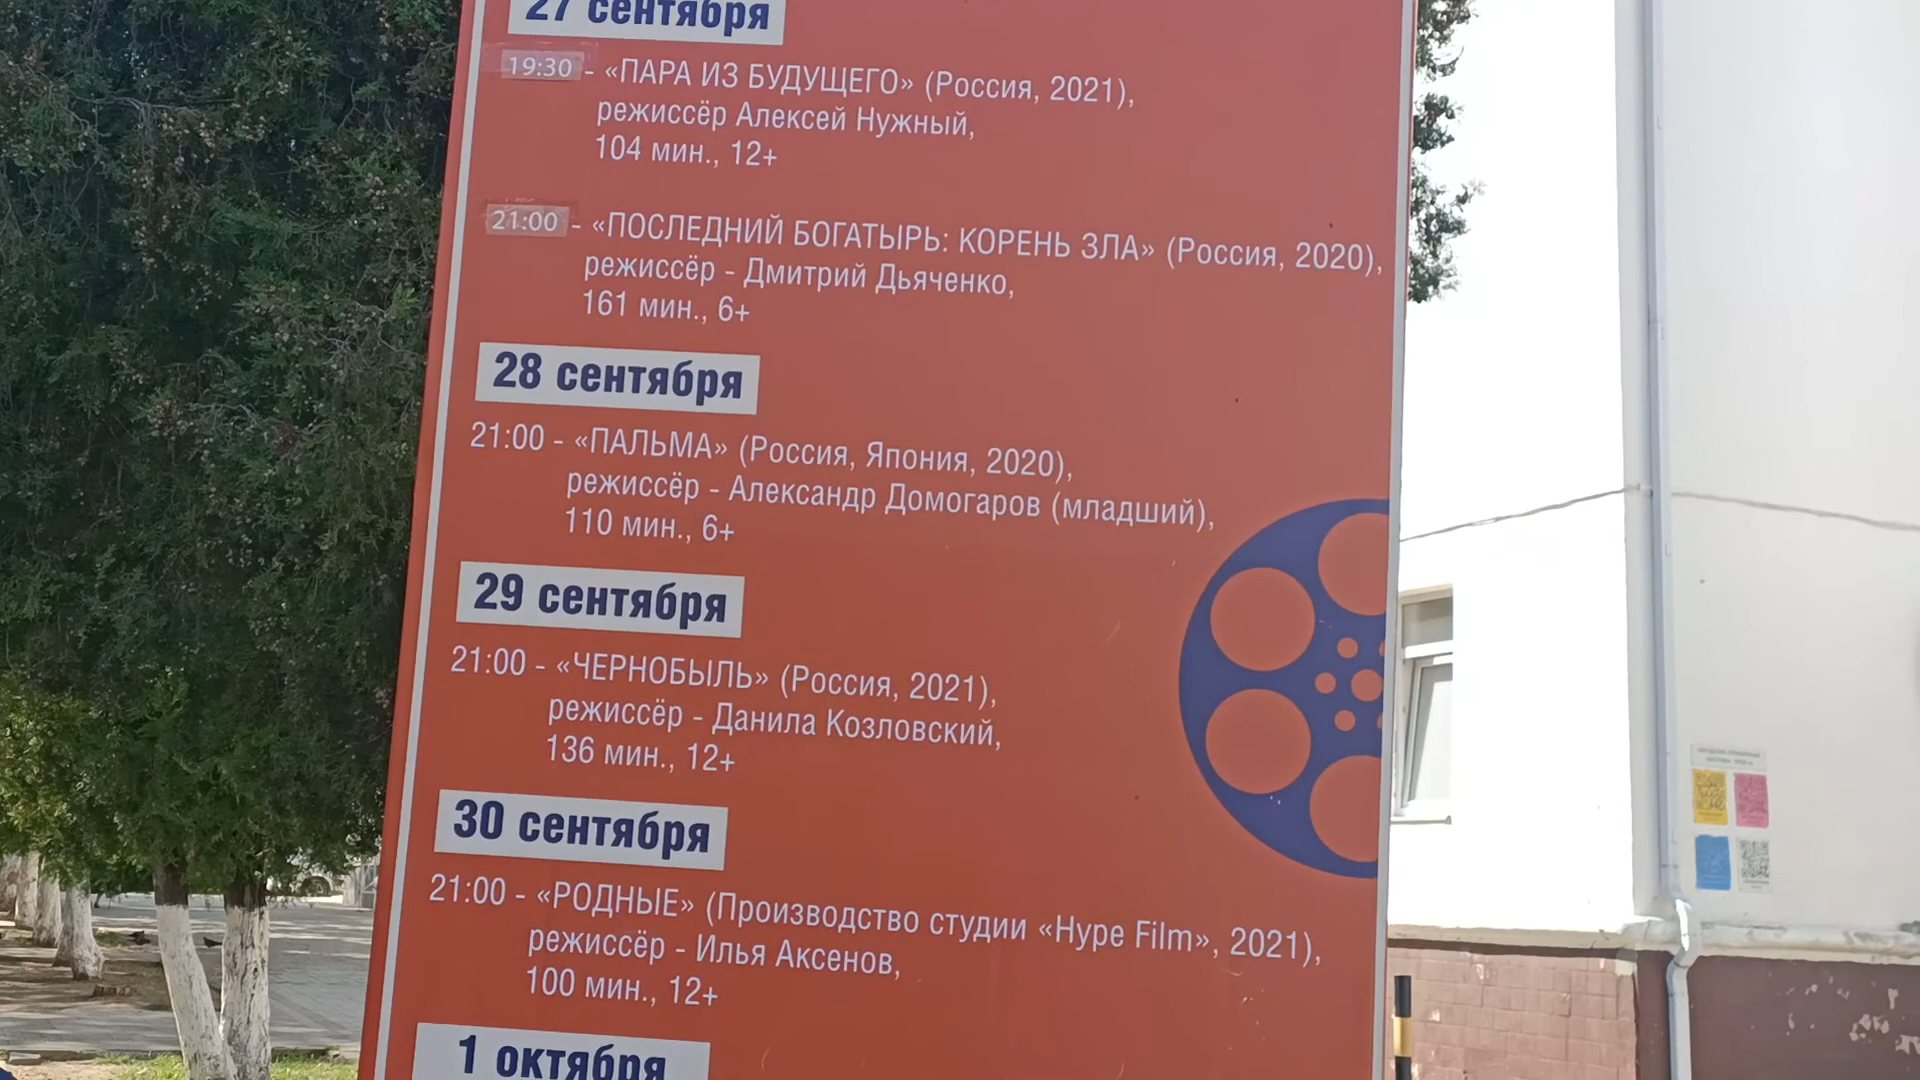 27 сентября
19:30 - «ПАРА ИЗ БУДУЩЕГО» (Россия, 2021),
режиссёр Алексей Нужный,
104 мин., 12+
21:00 - «ПОСЛЕДНИЙ БОГАТЫРЬ: КОРЕНЬ ЗЛА» (Россия, 2020),
режиссёр - Дмитрий Дьяченко,
161 мин., 6+
28 сентября
21:00 - «ПАЛЬМА» (Россия, Япония, 2020),
режиссёр - Александр Домогаров (младший),
110 мин., 6+
29 сентября
21:00 - «ЧЕРНОБЫЛЬ» (Россия, 2021),
режиссёр - Данила Козловский,
136 мин., 12+
30 сентября
21:00 - «РОДНЫЕ» (Производство студии «Hype Film», 2021),
режиссёр - Илья Аксенов,
100 мин., 12+
1 октября